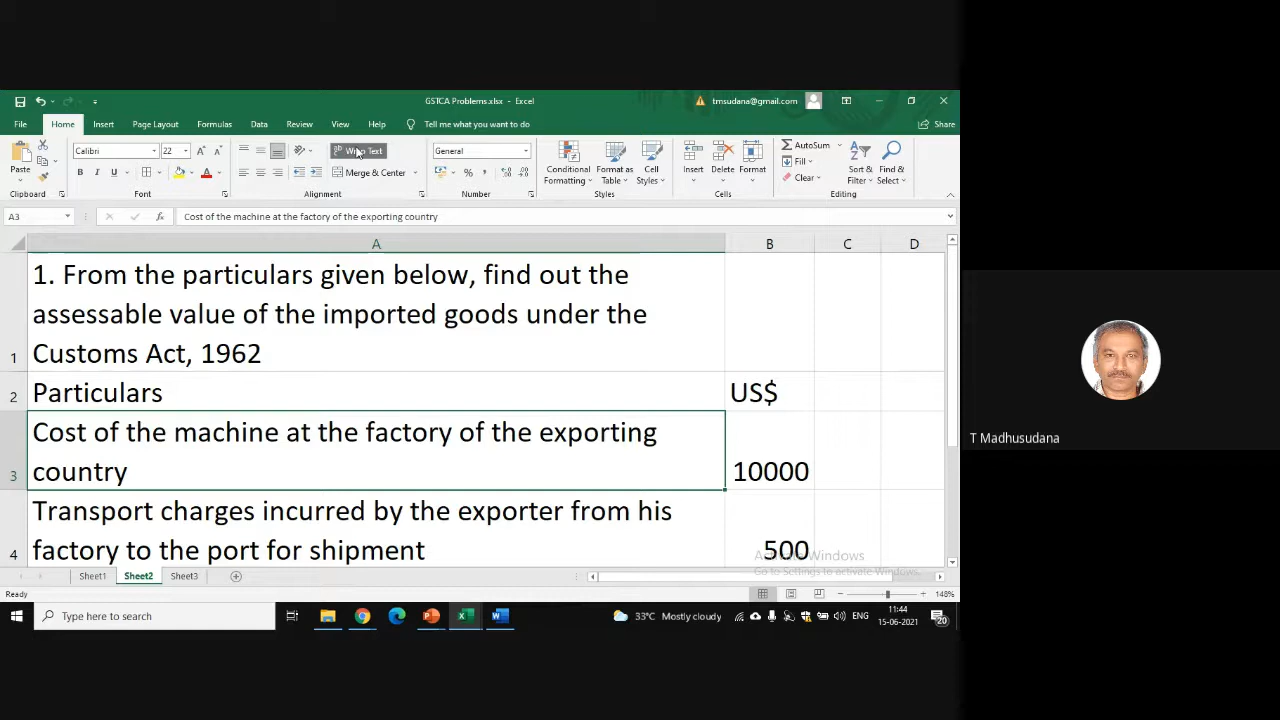 GSTCA Problems.xlsx - Excel
tmsudana@gmail.com
File Home Insert Page Layout Formulas Data Review View Help Tell me what you want to do Share
Calibri 22 Wrap Text General AutoSum
Paste Merge & Center Conditional Formatting Format as Table Cell Styles Insert Delete Format Fill Sort & Filter Find & Select
B I U Clear
Clipboard Font Alignment Number Styles Cells Editing
A3 fx Cost of the machine at the factory of the exporting country
A B C D
1. From the particulars given below, find out the
assessable value of the imported goods under the
1 Customs Act, 1962
2 Particulars US$
Cost of the machine at the factory of the exporting
3 country 10000
Transport charges incurred by the exporter from his
4 factory to the port for shipment 500
Activate Windows
Go to Settings to activate Windows.
Sheet1 Sheet2 Sheet3
Ready 148%
Type here to search 33°C Mostly cloudy ENG 11:44
15-06-2021 20
T Madhusudana